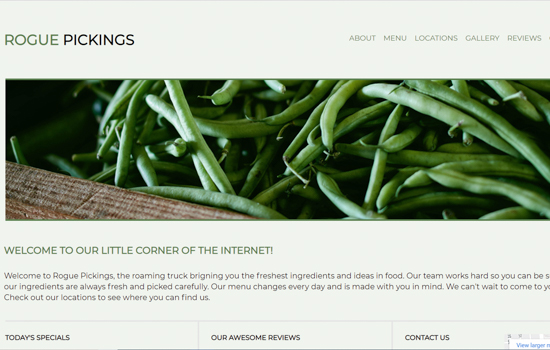 ROGUE PICKINGS
ABOUT MENU LOCATIONS GALLERY REVIEWS
WELCOME TO OUR LITTLE CORNER OF THE INTERNET!
Welcome to Rogue Pickings, the roaming truck brigning you the freshest ingredients and ideas in food. Our team works hard so you can be s
our ingredients are always fresh and picked carefully. Our menu changes every day and is made with you in mind. We can't wait to come to yo
Check out our locations to see where you can find us.
TODAY'S SPECIALS
OUR AWESOME REVIEWS
CONTACT US
View larger m